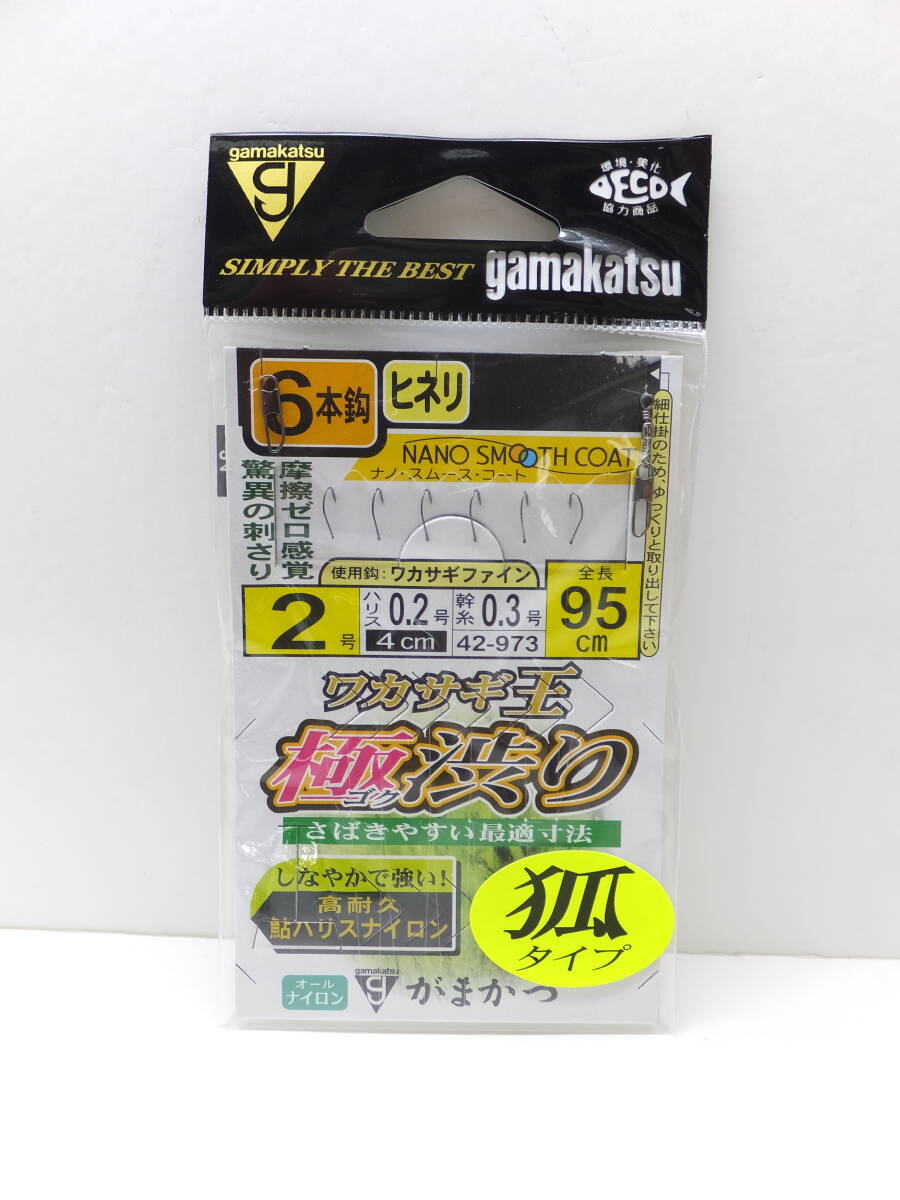 gamakatsu
SIMPLY THE BEST
環境・美化
ECO
協力商品
gamakatsu
6本鈎
ヒネリ
細仕掛のため、ゆっくりと取り出して下さい
NANO SMOOTH COAT
ナノ・スムース・コート
摩擦ゼロ感覚
驚異の刺さり
使用鈎:ワカサギファイン
2号
ハリス0.2号
4cm
幹糸0.3号
42-973
全長
95cm
ワカサギ王
極渋り
ゴク
さばきやすい最適寸法
しなやかで強い!
高耐久
鮎ハリスナイロン
狐
タイプ
オール
ナイロン
gamakatsu
がまかつ